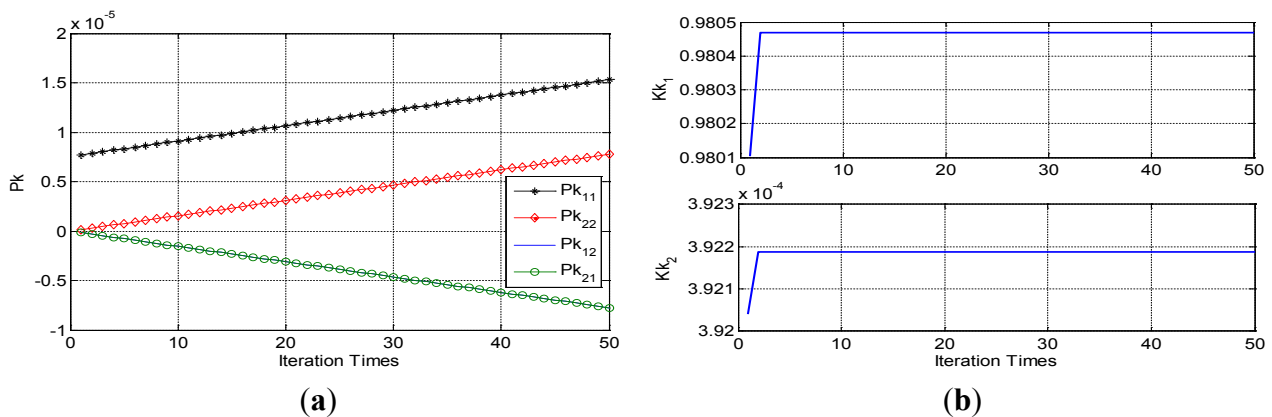 x 10⁻⁵
2
1.5
1
0.5
0
-0.5
-1
Pk
Pk₁₁
Pk₂₂
Pk₁₂
Pk₂₁
0 10 20 30 40 50
Iteration Times
(a)
0.9805
0.9804
0.9803
0.9802
0.9801
Kk₁
0 10 20 30 40 50
x 10⁻⁴
3.923
3.922
3.921
3.92
Kk₂
0 10 20 30 40 50
Iteration Times
(b)